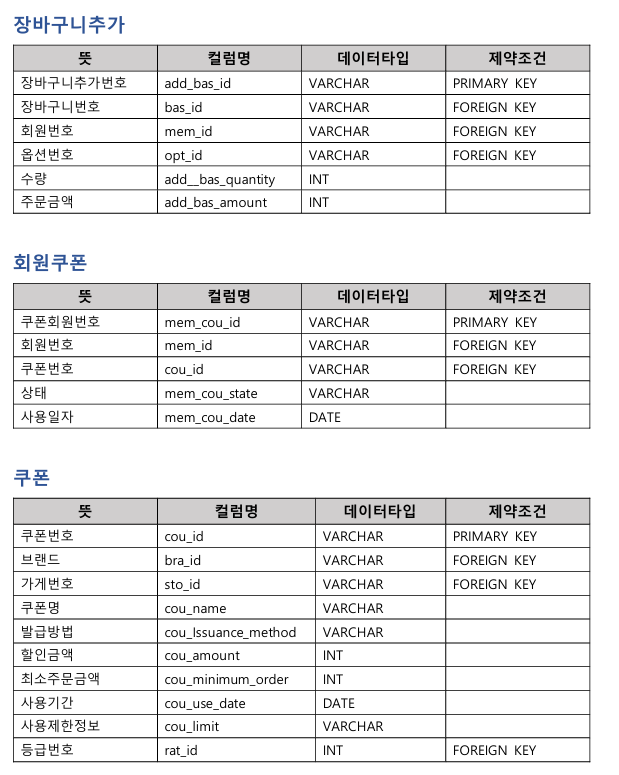 장바구니추가
뜻 컬럼명 데이터타입 제약조건
장바구니추가번호 add_bas_id VARCHAR PRIMARY KEY
장바구니번호 bas_id VARCHAR FOREIGN KEY
회원번호 mem_id VARCHAR FOREIGN KEY
옵션번호 opt_id VARCHAR FOREIGN KEY
수량 add__bas_quantity INT
주문금액 add_bas_amount INT
회원쿠폰
뜻 컬럼명 데이터타입 제약조건
쿠폰회원번호 mem_cou_id VARCHAR PRIMARY KEY
회원번호 mem_id VARCHAR FOREIGN KEY
쿠폰번호 cou_id VARCHAR FOREIGN KEY
상태 mem_cou_state VARCHAR
사용일자 mem_cou_date DATE
쿠폰
뜻 컬럼명 데이터타입 제약조건
쿠폰번호 cou_id VARCHAR PRIMARY KEY
브랜드 bra_id VARCHAR FOREIGN KEY
가게번호 sto_id VARCHAR FOREIGN KEY
쿠폰명 cou_name VARCHAR
발급방법 cou_Issuance_method VARCHAR
할인금액 cou_amount INT
최소주문금액 cou_minimum_order INT
사용기간 cou_use_date DATE
사용제한정보 cou_limit VARCHAR
등급번호 rat_id INT FOREIGN KEY